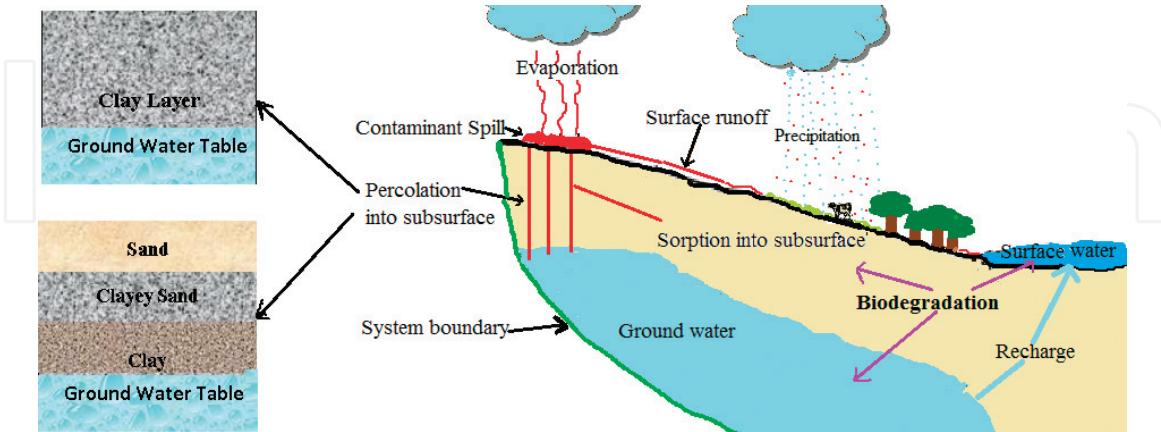 Clay Layer
Ground Water Table
Sand
Clayey Sand
Clay
Ground Water Table
Evaporation
Contaminant Spill
Surface runoff
Precipitation
Percolation
into subsurface
Sorption into subsurface
Surface water
Biodegradation
System boundary
Ground water
Recharge